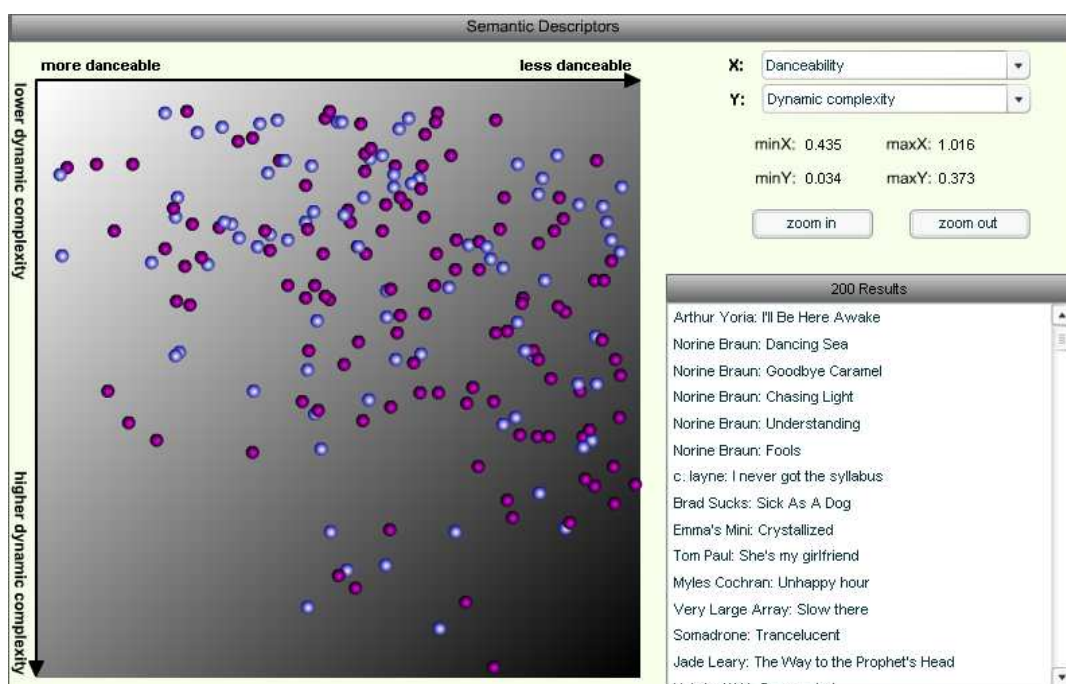 Semantic Descriptors
more danceable
less danceable
lower dynamic complexity
higher dynamic complexity
X: Danceability
Y: Dynamic complexity
minX: 0.435 maxX: 1.016
minY: 0.034 maxY: 0.373
zoom in zoom out
200 Results
Arthur Yoria: I'll Be Here Awake
Norine Braun: Dancing Sea
Norine Braun: Goodbye Caramel
Norine Braun: Chasing Light
Norine Braun: Understanding
Norine Braun: Fools
c. layne: I never got the syllabus
Brad Sucks: Sick As A Dog
Emma's Mini: Crystallized
Tom Paul: She's my girlfriend
Myles Cochran: Unhappy hour
Very Large Array: Slow there
Somadrone: Trancelucent
Jade Leary: The Way to the Prophet's Head